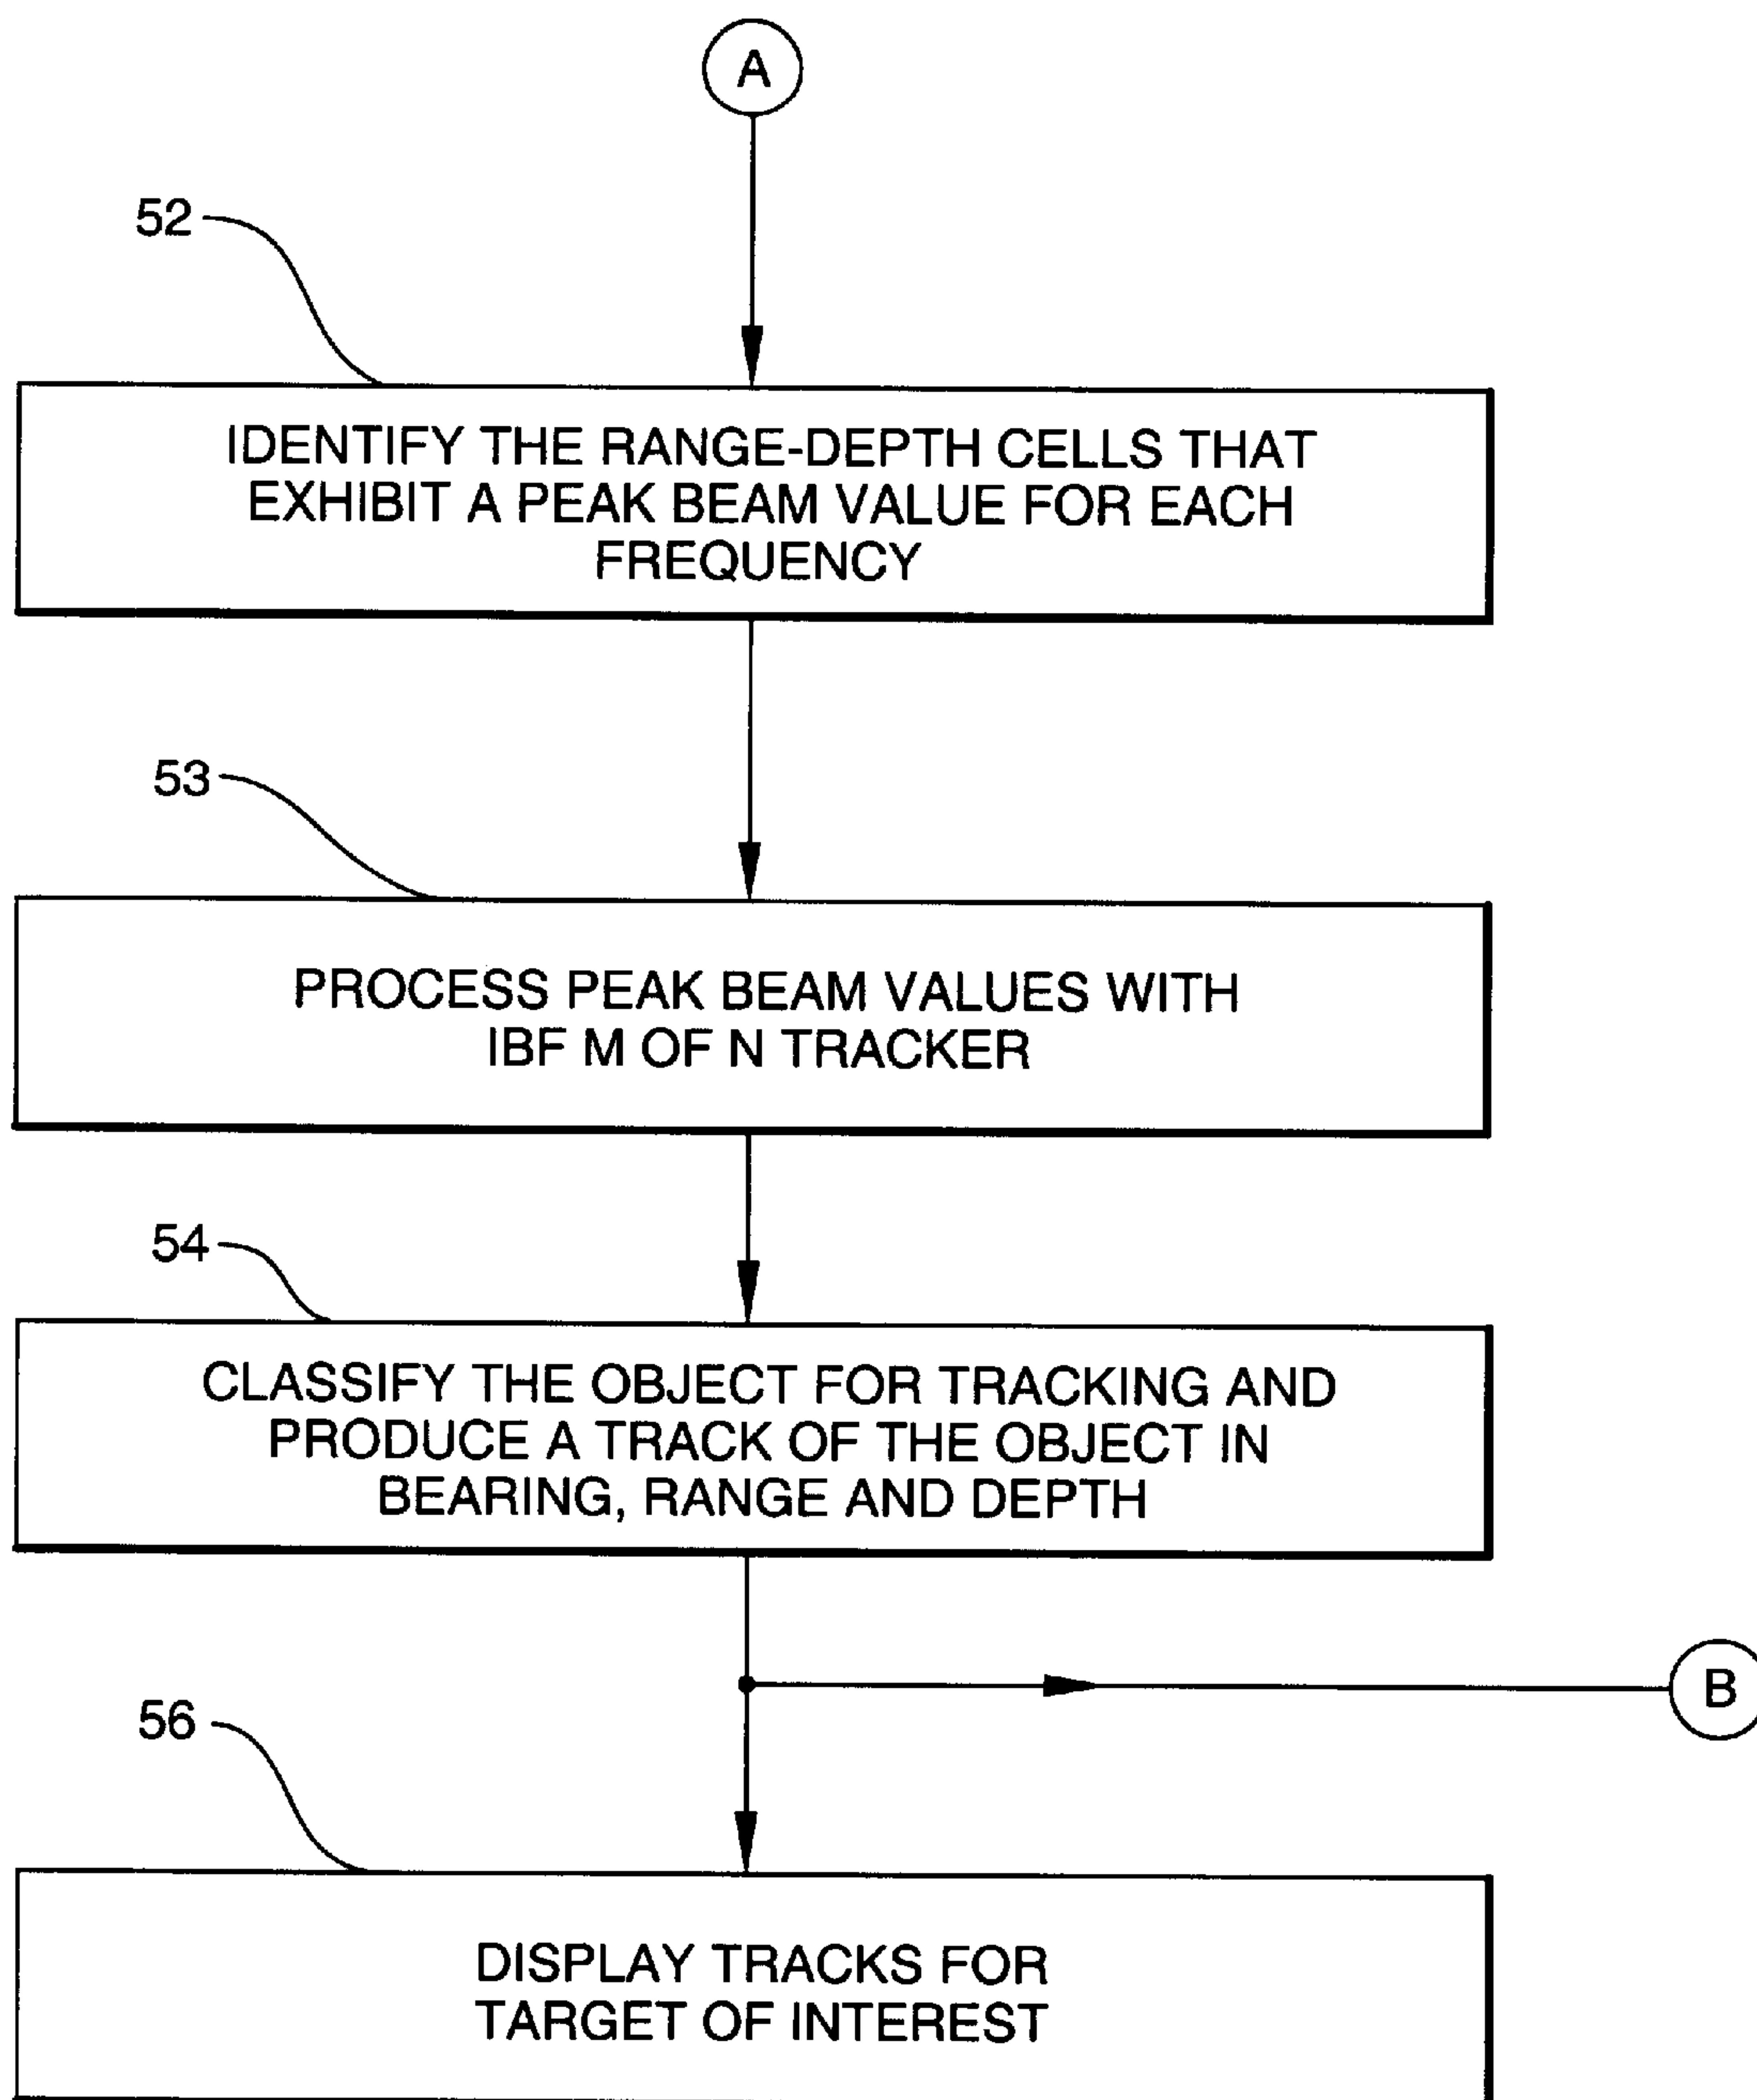 A
52
IDENTIFY THE RANGE-DEPTH CELLS THAT
EXHIBIT A PEAK BEAM VALUE FOR EACH
FREQUENCY
53
PROCESS PEAK BEAM VALUES WITH
IBF M OF N TRACKER
54
CLASSIFY THE OBJECT FOR TRACKING AND
PRODUCE A TRACK OF THE OBJECT IN
BEARING, RANGE AND DEPTH
B
56
DISPLAY TRACKS FOR
TARGET OF INTEREST